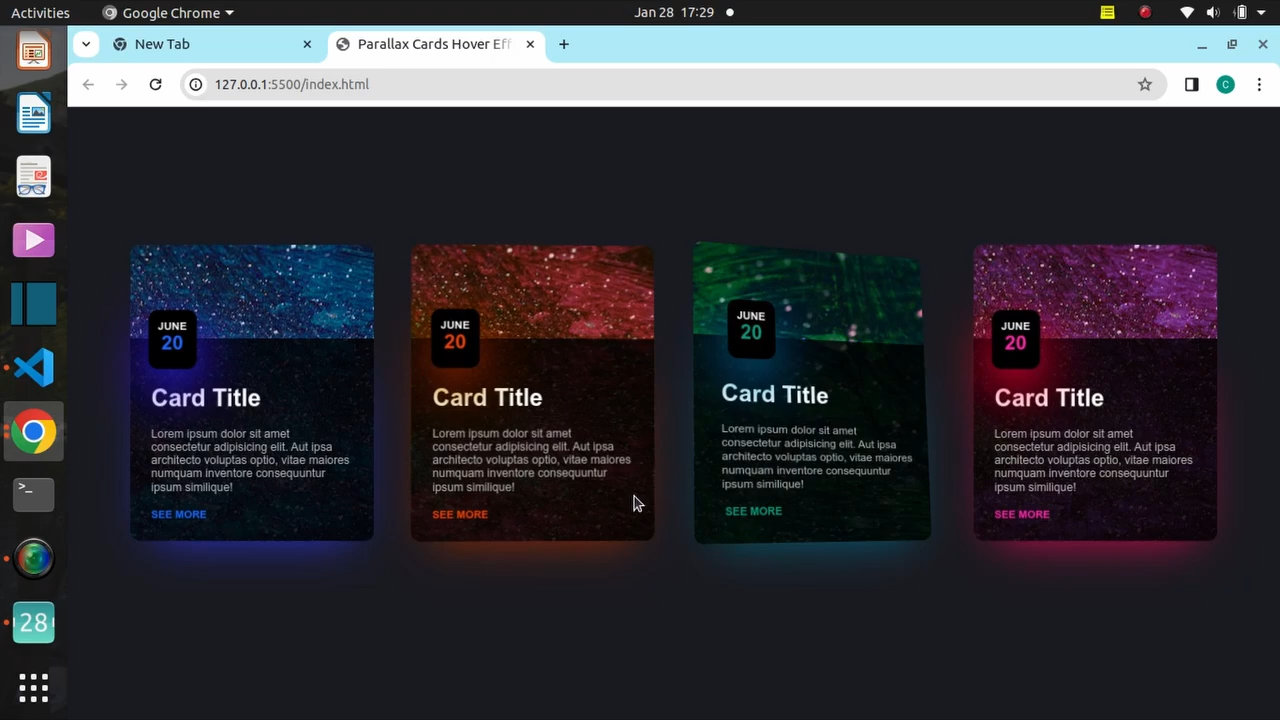 Activities
Google Chrome
Jan 28 17:29
New Tab
Parallax Cards Hover Eff
127.0.0.1:5500/index.html
C
>_
28
JUNE
20
Card Title
Lorem ipsum dolor sit amet
consectetur adipisicing elit. Aut ipsa
architecto voluptas optio, vitae maiores
numquam inventore consequuntur
ipsum similique!
SEE MORE
JUNE
20
Card Title
Lorem ipsum dolor sit amet
consectetur adipisicing elit. Aut ipsa
architecto voluptas optio, vitae maiores
numquam inventore consequuntur
ipsum similique!
SEE MORE
JUNE
20
Card Title
Lorem ipsum dolor sit amet
consectetur adipisicing elit. Aut ipsa
architecto voluptas optio, vitae maiores
numquam inventore consequuntur
ipsum similique!
SEE MORE
JUNE
20
Card Title
Lorem ipsum dolor sit amet
consectetur adipisicing elit. Aut ipsa
architecto voluptas optio, vitae maiores
numquam inventore consequuntur
ipsum similique!
SEE MORE